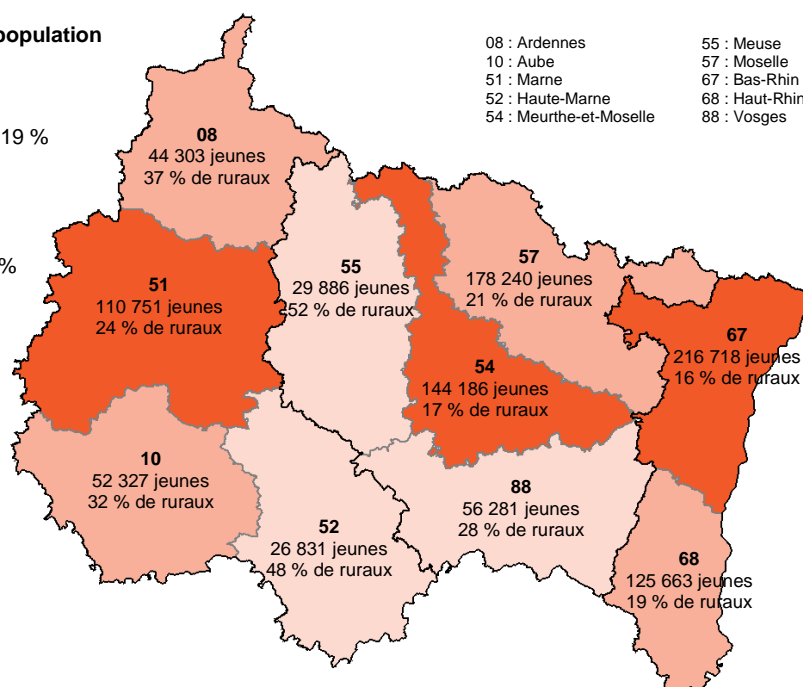 population
19 %
%
08 : Ardennes
10 : Aube
51 : Marne
52 : Haute-Marne
54 : Meurthe-et-Moselle
55 : Meuse
57 : Moselle
67 : Bas-Rhin
68 : Haut-Rhin
88 : Vosges
08
44 303 jeunes
37 % de ruraux
51
110 751 jeunes
24 % de ruraux
55
29 886 jeunes
52 % de ruraux
57
178 240 jeunes
21 % de ruraux
67
216 718 jeunes
16 % de ruraux
54
144 186 jeunes
17 % de ruraux
10
52 327 jeunes
32 % de ruraux
52
26 831 jeunes
48 % de ruraux
88
56 281 jeunes
28 % de ruraux
68
125 663 jeunes
19 % de ruraux